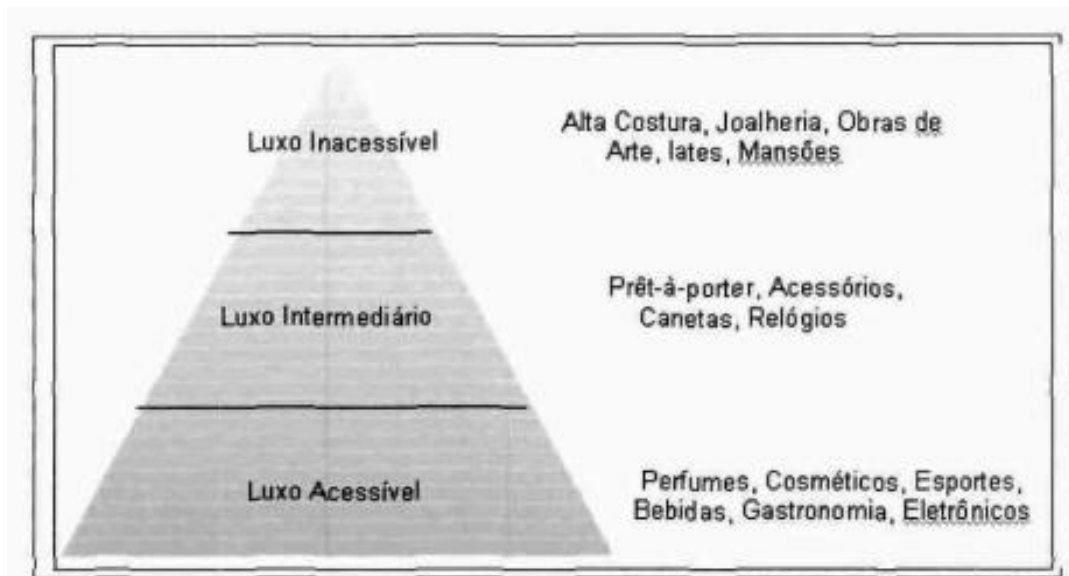 Luxo Inacessível
Alta Costura, Joalheria, Obras de
Arte, Iates, Mansões
Luxo Intermediário
Prêt-à-porter, Acessórios,
Canetas, Relógios
Luxo Acessível
Perfumes, Cosméticos, Esportes,
Bebidas, Gastronomia, Eletrônicos